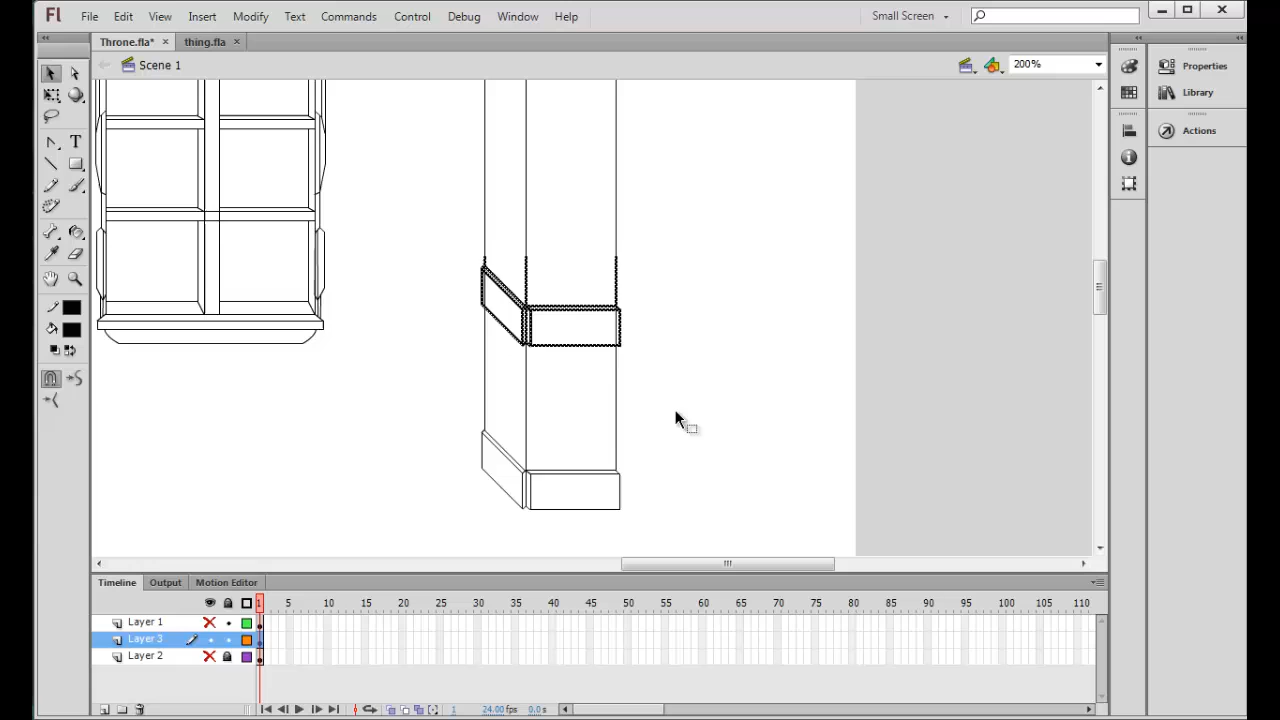 Fl File Edit View Insert Modify Text Commands Control Debug Window Help Small Screen
Throne.fla* × thing.fla ×
Scene 1 200%
Properties
Library
Actions
Timeline Output Motion Editor
1 5 10 15 20 25 30 35 40 45 50 55 60 65 70 75 80 85 90 95 100 105 110
Layer 1
Layer 3
Layer 2
1 24.00 fps 0.0 s